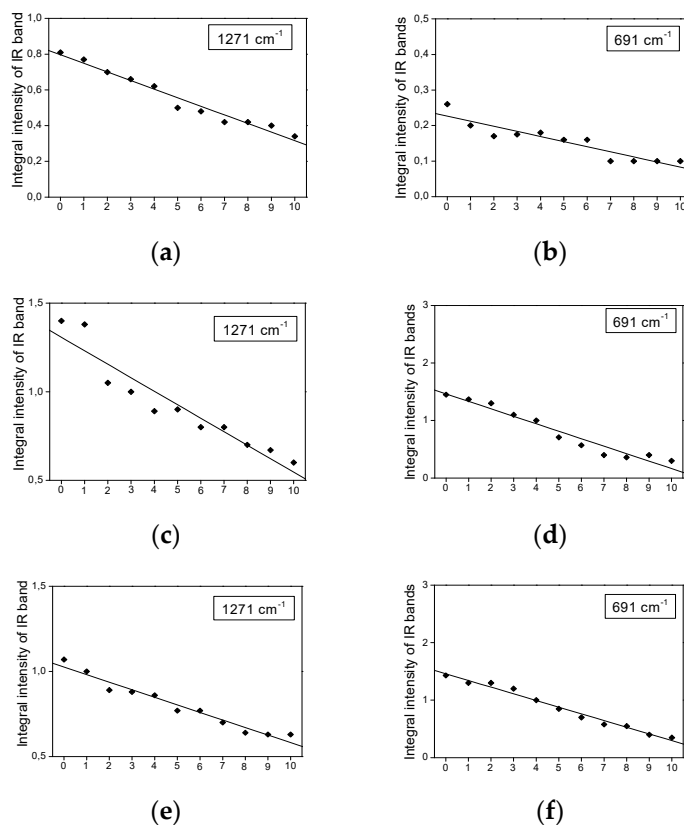 Integral intensity of IR band
0,8
0,6
0,4
0,2
0,0
1271 cm⁻¹
0 1 2 3 4 5 6 7 8 9 10
(a)
Integral intensity of IR bands
0,5
0,4
0,3
0,2
0,1
0,0
691 cm⁻¹
0 1 2 3 4 5 6 7 8 9 10
(b)
Integral intensity of IR band
1,5
1,0
0,5
1271 cm⁻¹
0 1 2 3 4 5 6 7 8 9 10
(c)
Integral intensity of IR bands
3
2
1
0
691 cm⁻¹
0 1 2 3 4 5 6 7 8 9 10
(d)
Integral intensity of IR band
1,5
1,0
0,5
1271 cm⁻¹
0 1 2 3 4 5 6 7 8 9 10
(e)
Integral intensity of IR bands
3
2
1
0
691 cm⁻¹
0 1 2 3 4 5 6 7 8 9 10
(f)